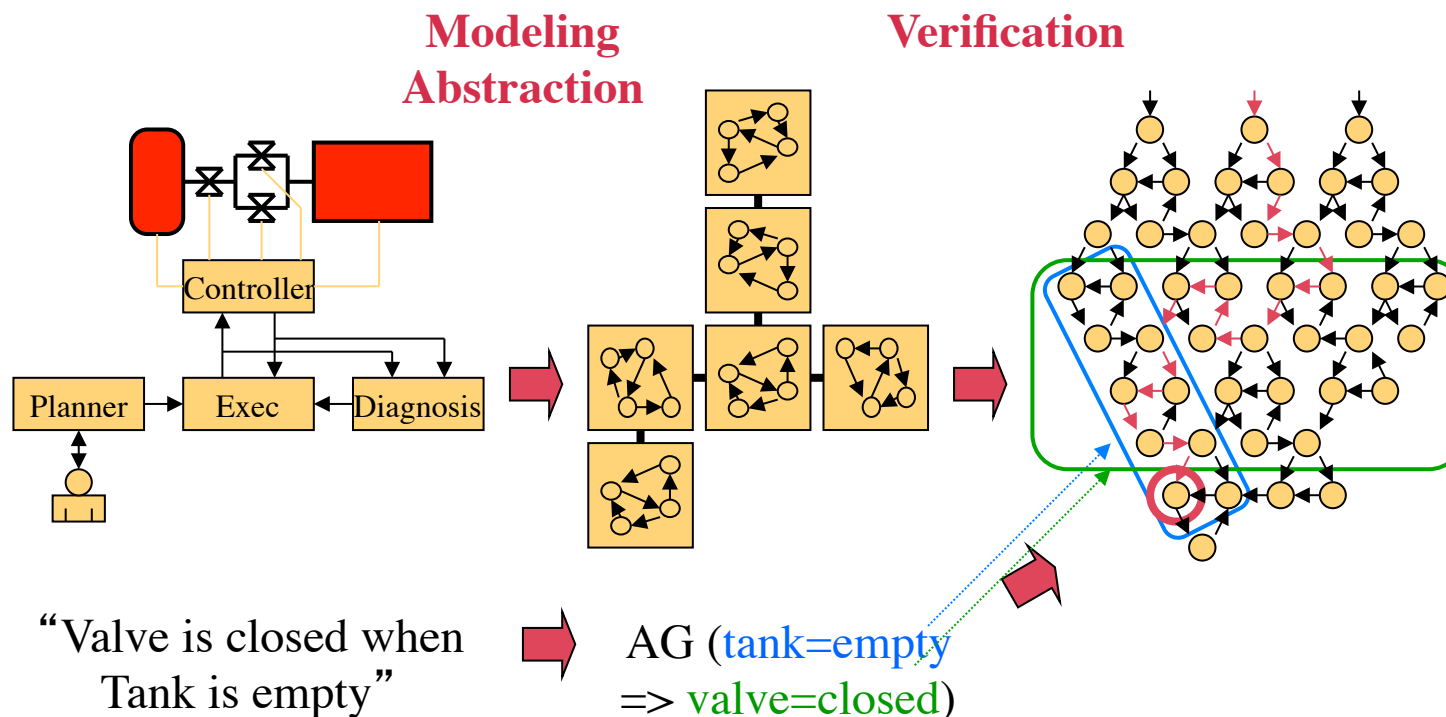 Modeling
Abstraction
Verification
Controller
Planner
Exec
Diagnosis
“Valve is closed when
Tank is empty”
AG (tank=empty
=> valve=closed)